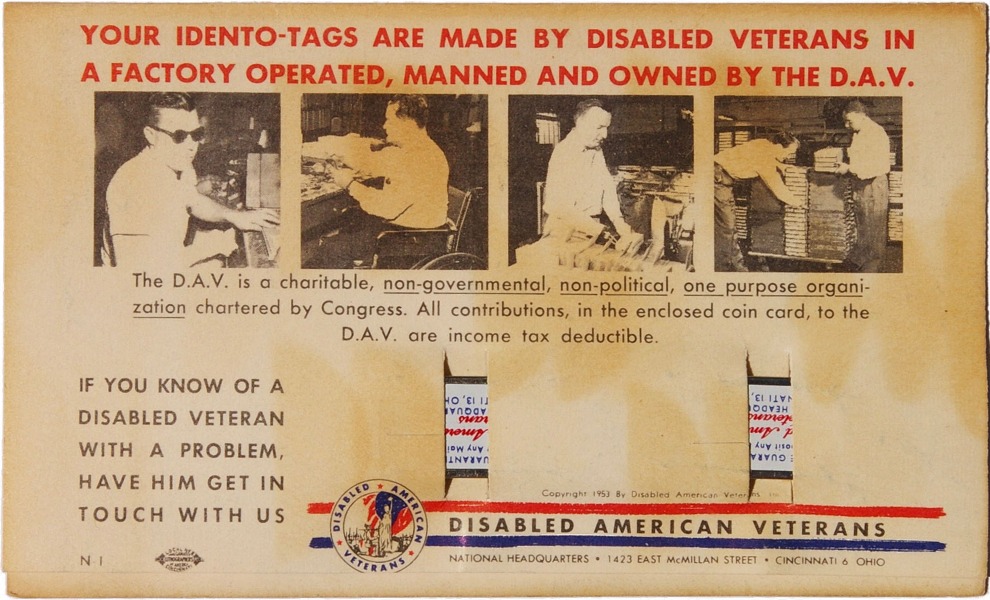 YOUR IDENTO-TAGS ARE MADE BY DISABLED VETERANS IN
A FACTORY OPERATED, MANNED AND OWNED BY THE D.A.V.
The D.A.V. is a charitable, non-governmental, non-political, one purpose organi-
zation chartered by Congress. All contributions, in the enclosed coin card, to the
D.A.V. are income tax deductible.
IF YOU KNOW OF A
DISABLED VETERAN
WITH A PROBLEM,
HAVE HIM GET IN
TOUCH WITH US
Copyright 1953 By Disabled American Veterans
DISABLED AMERICAN VETERANS
DISABLED AMERICAN VETERANS
NATIONAL HEADQUARTERS • 1423 EAST McMILLAN STREET • CINCINNATI 6 OHIO
N-1